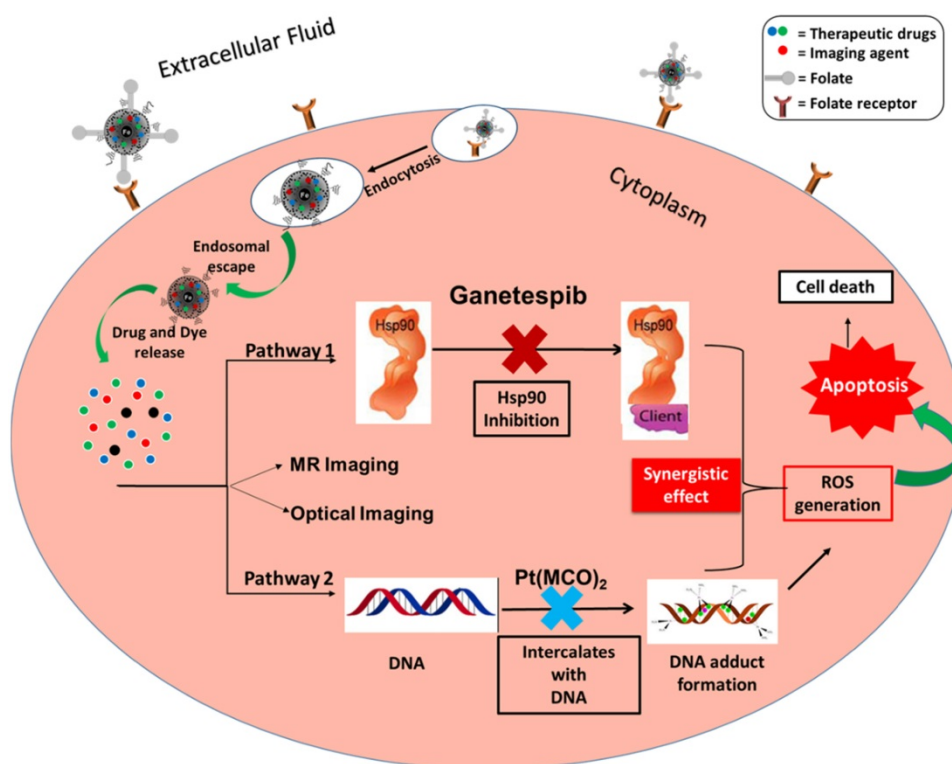 Extracellular Fluid
= Therapeutic drugs
= Imaging agent
= Folate
= Folate receptor
Endocytosis
Cytoplasm
Endosomal
escape
Drug and Dye
release
Cell death
Apoptosis
Pathway 1
Ganetespib
Hsp90
Hsp90
Client
Hsp90
Inhibition
MR Imaging
Optical Imaging
Synergistic
effect
ROS
generation
Pathway 2
Pt(MCO)₂
DNA
Intercalates
with
DNA
DNA adduct
formation